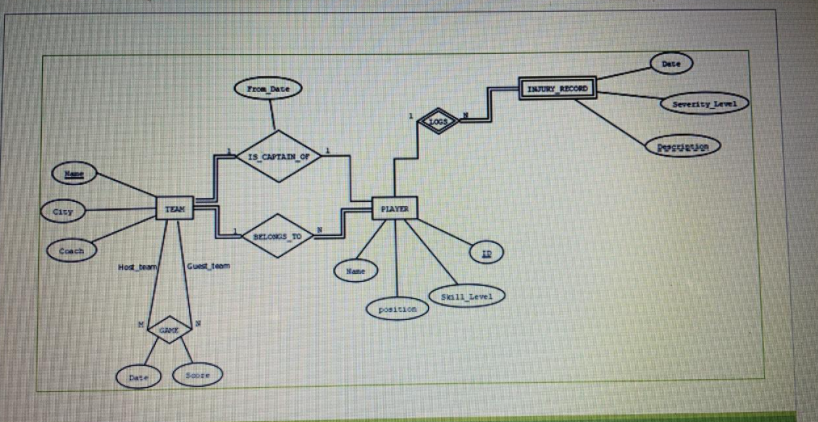 Date
From_Date
INJURY_RECORD
Severity_Level
1
LOGS
N
Description
1
IS_CAPTAIN_OF
1
Name
TEAM
PLAYER
City
1
BELONGS_TO
N
Coach
ID
Host_team
Guest_team
Name
Skill_Level
position
M
GAME
N
Date
Score